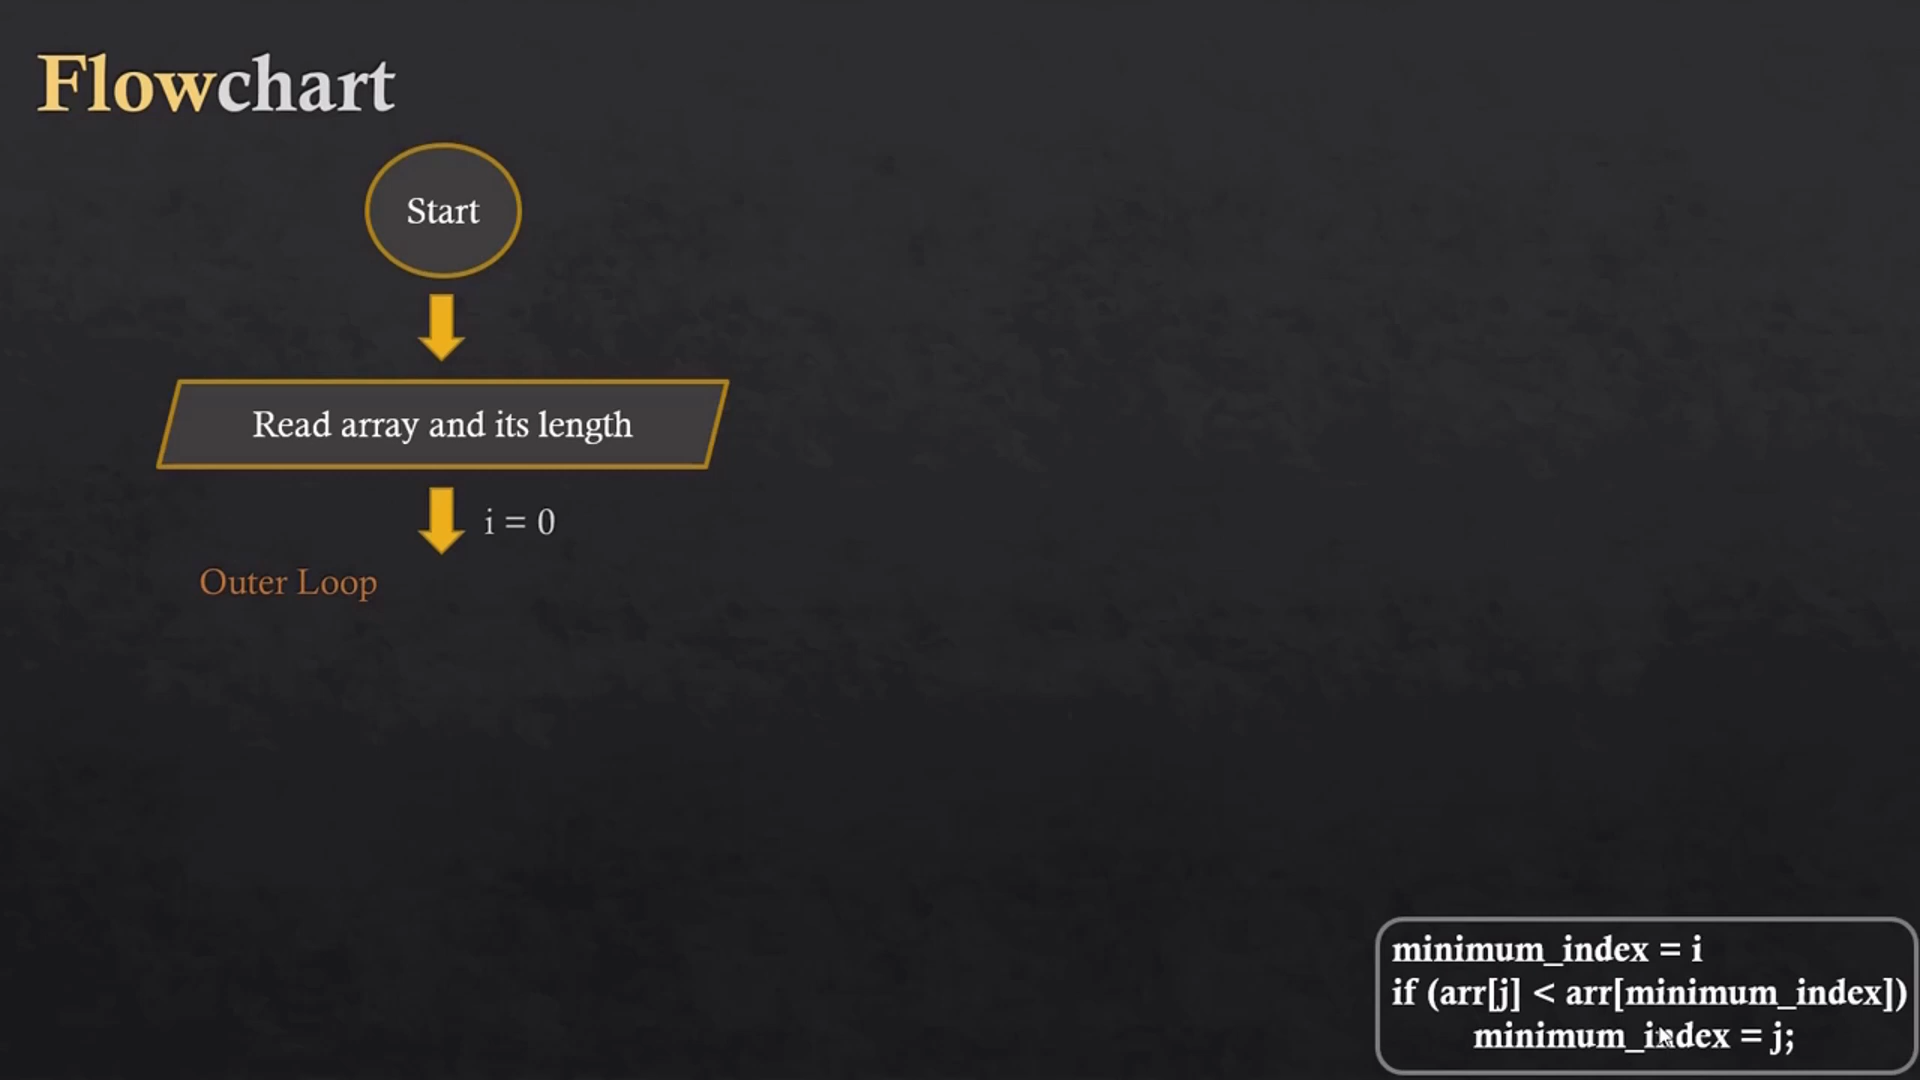 Flowchart
Start
Read array and its length
i = 0
Outer Loop
minimum_index = i
if (arr[j] < arr[minimum_index])
minimum_index = j;